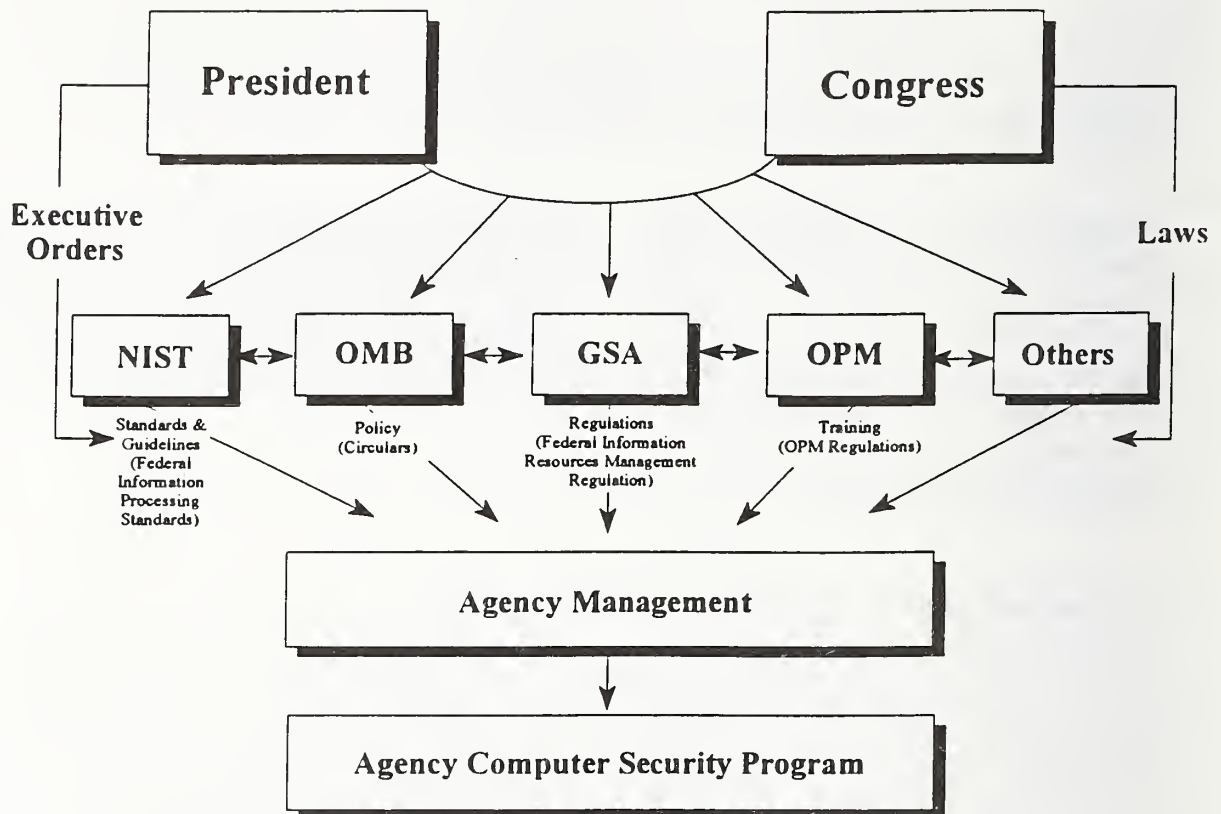 President
Congress
Executive
Orders
Laws
NIST
OMB
GSA
OPM
Others
Standards &
Guidelines
(Federal
Information
Processing
Standards)
Policy
(Circulars)
Regulations
(Federal Information
Resources Management
Regulation)
Training
(OPM Regulations)
Agency Management
Agency Computer Security Program